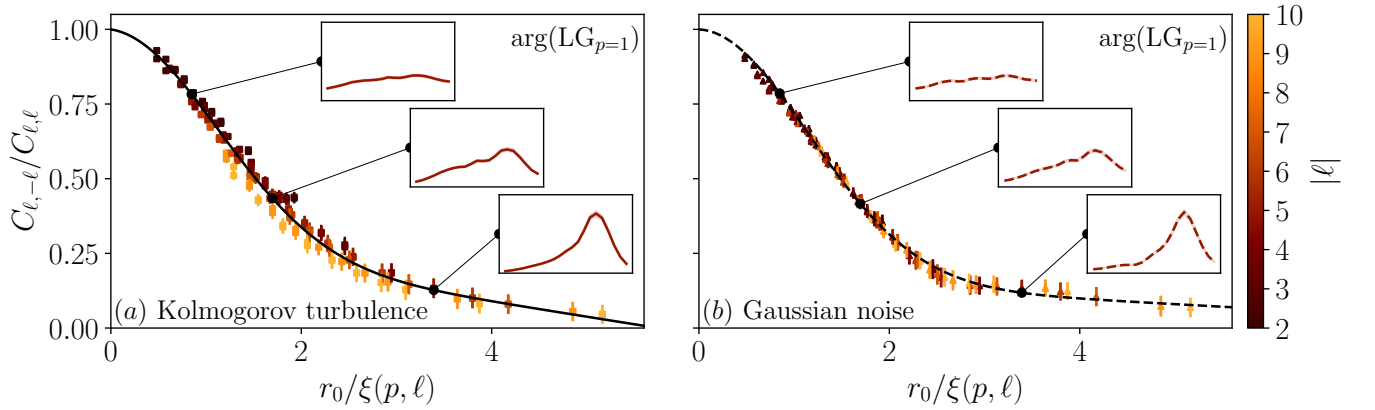 1.00
0.75
0.50
0.25
0.00
C_{ℓ,−ℓ}/C_{ℓ,ℓ}
arg(LG_{p=1})
(a) Kolmogorov turbulence
0
2
4
r_0/ξ(p, ℓ)
arg(LG_{p=1})
(b) Gaussian noise
0
2
4
r_0/ξ(p, ℓ)
10
9
8
7
6
5
4
3
2
|ℓ|